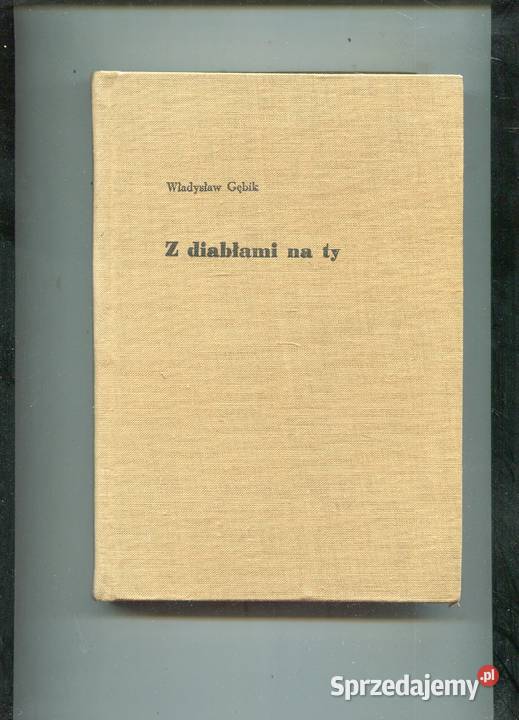 Władysław Gębik
Z diabłami na ty
Sprzedajemy.pl